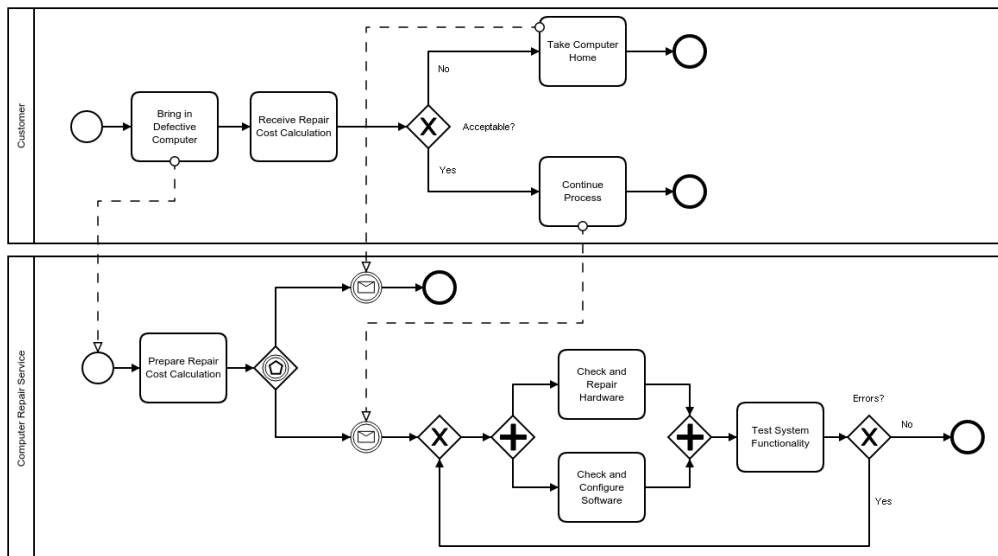 Customer
Bring in
Defective
Computer
Receive Repair
Cost Calculation
Acceptable?
No
Yes
Take Computer
Home
Continue
Process
Computer Repair Service
Prepare Repair
Cost Calculation
Check and
Repair
Hardware
Check and
Configure
Software
Test System
Functionality
Errors?
No
Yes